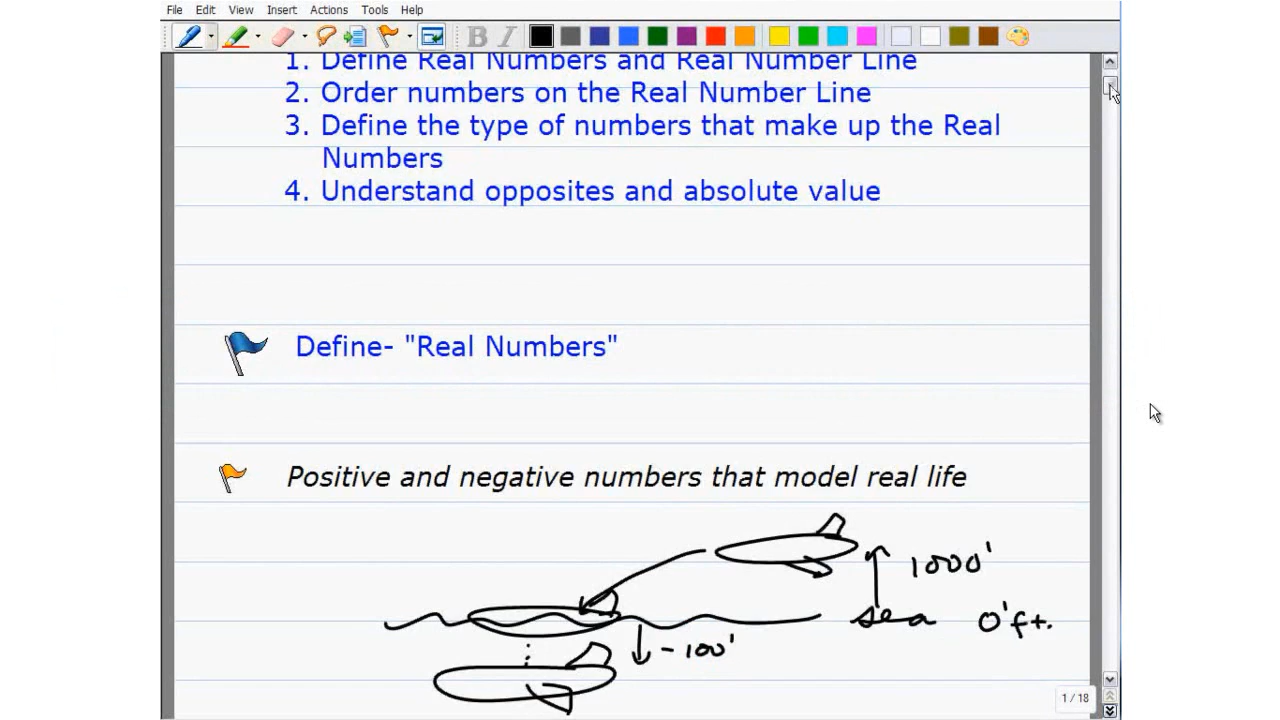 File Edit View Insert Actions Tools Help
B I
1. Define Real Numbers and Real Number Line
2. Order numbers on the Real Number Line
3. Define the type of numbers that make up the Real
Numbers
4. Understand opposites and absolute value
Define- "Real Numbers"
Positive and negative numbers that model real life
1000'
sea 0'ft.
-100'
1 / 18